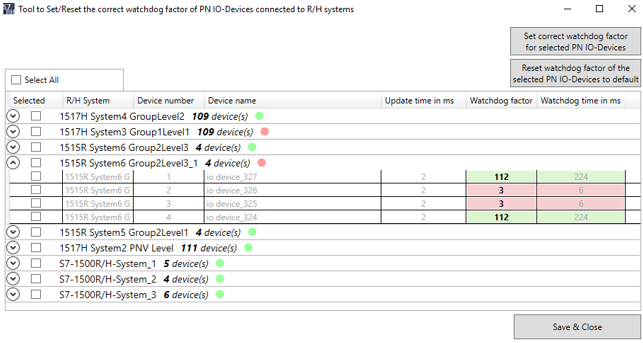 Tool to Set/Reset the correct watchdog factor of PN IO-Devices connected to R/H systems
Set correct watchdog factor
for selected PN IO-Devices
Reset watchdog factor of the
selected PN IO-Devices to default
Select All
Selected R/H System Device number Device name Update time in ms Watchdog factor Watchdog time in ms
1517H System4 GroupLevel2 109 device(s)
1517H System3 Group1Level1 109 device(s)
1515R System6 Group2Level3 4 device(s)
1515R System6 Group2Level3_1 4 device(s)
1515R System6 G 1 io device_327 2 112 224
1515R System6 G 2 io device_326 2 3 6
1515R System6 G 3 io device_325 2 3 6
1515R System6 G 4 io device_324 2 112 224
1515R System5 Group2Level1 4 device(s)
1517H System2 PNV Level 111 device(s)
S7-1500R/H-System_1 5 device(s)
S7-1500R/H-System_2 4 device(s)
S7-1500R/H-System_3 6 device(s)
Save & Close